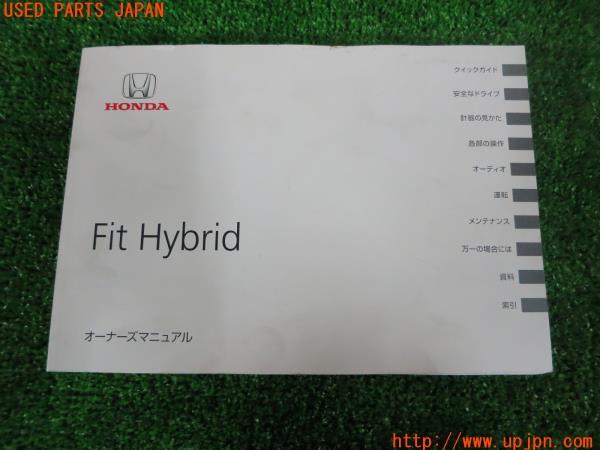 USED PARTS JAPAN
HONDA
Fit Hybrid
オーナーズマニュアル
クイックガイド
安全なドライブ
計器の見かた
各部の操作
オーディオ
運転
メンテナンス
万一の場合には
資料
索引
http://www.upjpn.com/